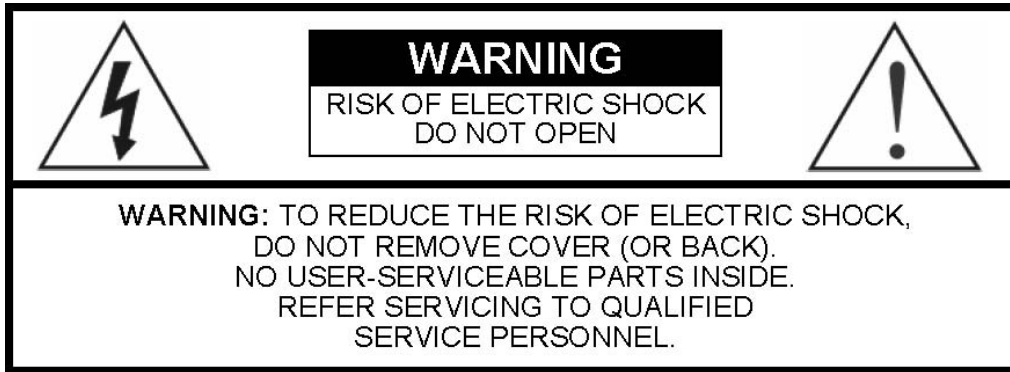 WARNING
RISK OF ELECTRIC SHOCK
DO NOT OPEN
WARNING: TO REDUCE THE RISK OF ELECTRIC SHOCK,
DO NOT REMOVE COVER (OR BACK).
NO USER-SERVICEABLE PARTS INSIDE.
REFER SERVICING TO QUALIFIED
SERVICE PERSONNEL.